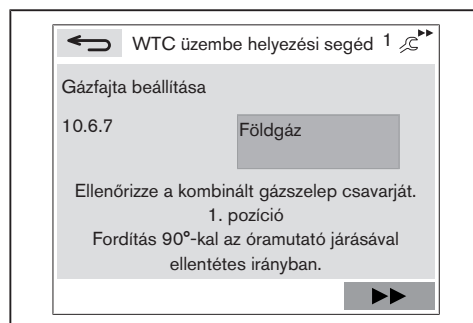 WTC üzembe helyezési segéd 1
Gázfajta beállítása
10.6.7 Földgáz
Ellenőrizze a kombinált gázszelep csavarját.
1. pozíció
Fordítás 90°-kal az óramutató járásával
ellentétes irányban.